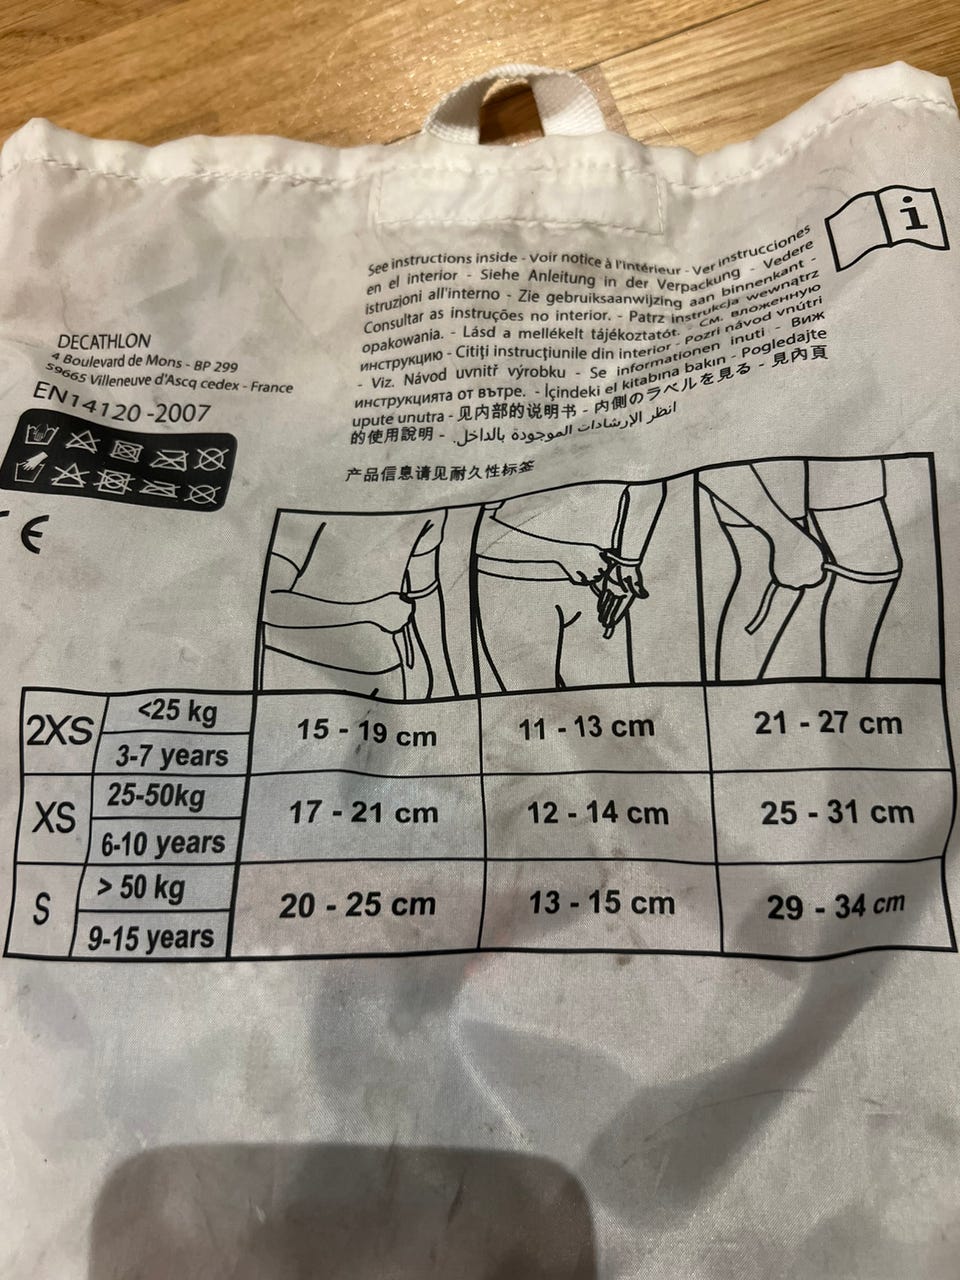 See instructions inside - Voir notice à l'intérieur - Ver instrucciones
en el interior - Siehe Anleitung in der Verpackung - Vedere
istruzioni all'interno - Zie gebruiksaanwijzing aan binnenkant -
Consultar as instruções no interior. - Patrz instrukcja wewnątrz
opakowania. - Lásd a mellékelt tájékoztatót. - См. вложенную
инструкцию - Citiți instrucțiunile din interior - Pozri návod vnútri
- Viz. Návod uvnitř výrobku - Se informationen inuti - Виж
инструкцията от вътре. - İçindeki el kitabına bakın - Pogledajte
upute unutra - 见内部的说明书 - 内側のラベルを見る - 見內頁
的使用說明 - انظر الإرشادات الموجودة بالداخل.
产品信息请见耐久性标签
DECATHLON
4 Boulevard de Mons - BP 299
59665 Villeneuve d'Ascq cedex - France
EN14120 -2007
CE
i
2XS <25 kg 15 - 19 cm 11 - 13 cm 21 - 27 cm
3-7 years
XS 25-50kg 17 - 21 cm 12 - 14 cm 25 - 31 cm
6-10 years
S > 50 kg 20 - 25 cm 13 - 15 cm 29 - 34 cm
9-15 years